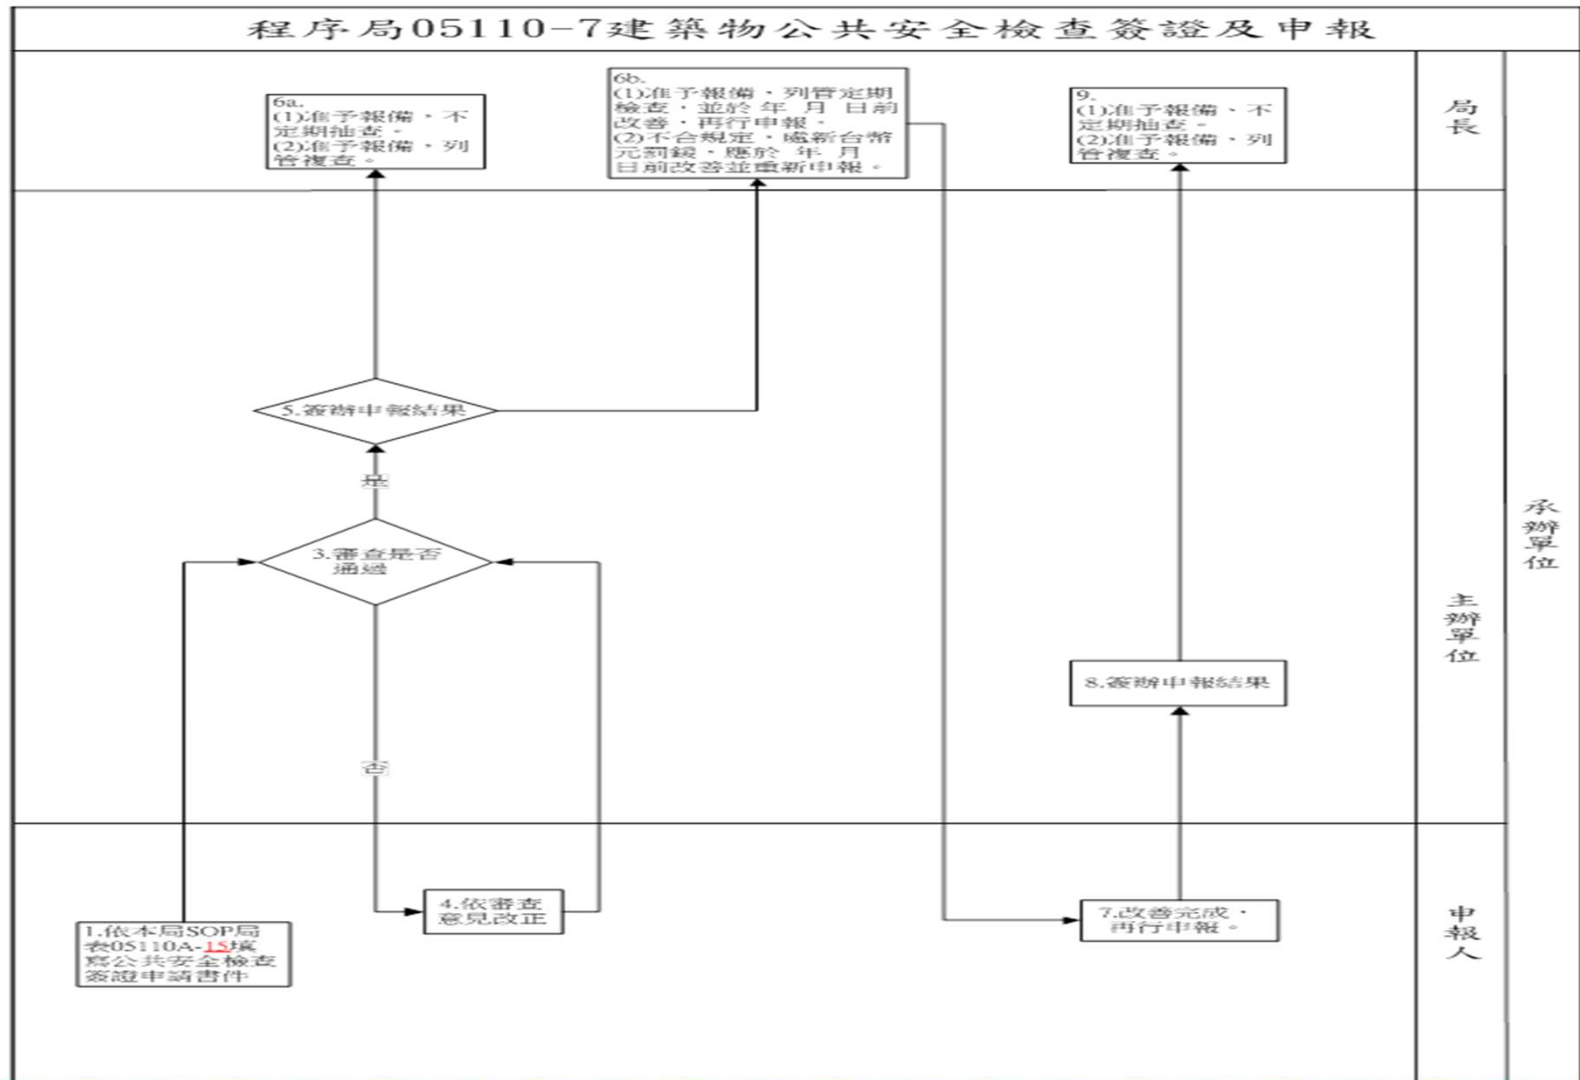 程序局05110-7建築物公共安全檢查簽證及申報
6a.
(1)准予報備、不
定期抽查。
(2)准予報備、列
管複查。
6b.
(1)准予報備、列管定期
檢查，並於 年 月 日前
改善，再行申報。
(2)不合規定，處新台幣
元罰鍰，應於 年 月
日前改善並重新申報。
9.
(1)准予報備、不
定期抽查。
(2)准予報備、列
管複查。
局長
5.簽辦申報結果
是
3.審查是否
通過
否
8.簽辦申報結果
主辦單位
承辦單位
1.依本局SOP局
表05110A-15填
寫公共安全檢查
簽證申請書件
4.依審查
意見改正
7.改善完成，
再行申報。
申報人